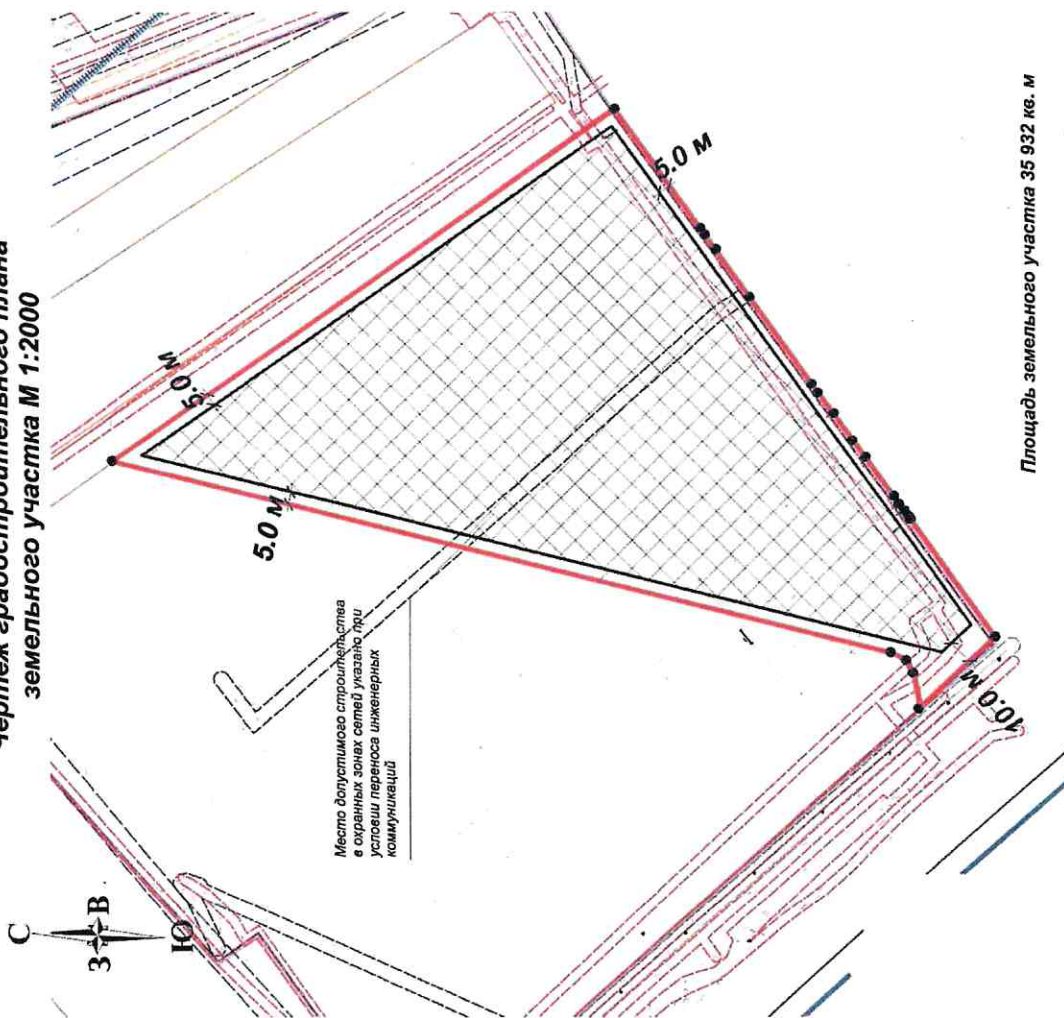 Чертеж градостроительного плана
земельного участка М 1:2000
С
З
В
Ю
5.0 м
5.0 м
5.0 м
10.0 м
Место допустимого строительства
в охранных зонах сетей указано при
условии переноса инженерных
коммуникаций
Площадь земельного участка 35 932 кв. м